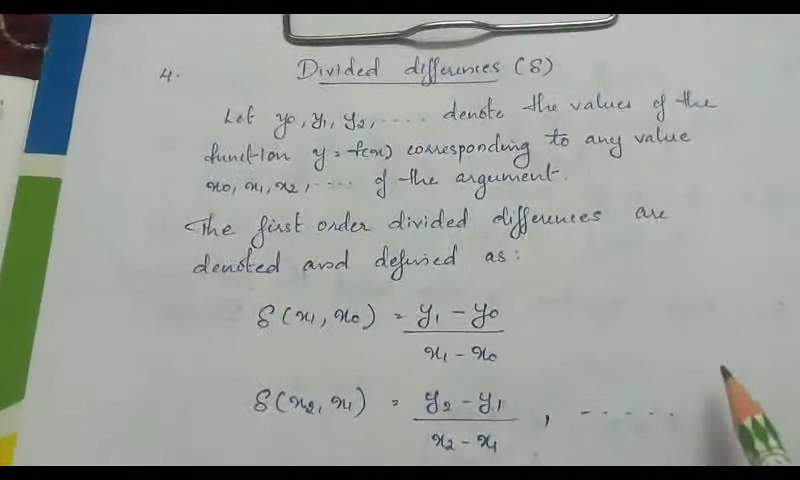 4. Divided differences (δ)
Let y₀, y₁, y₂, .... denote the values of the
function y = f(x) corresponding to any value
x₀, x₁, x₂, .... of the argument.
The first order divided differences are
denoted and defined as:
δ(x₁, x₀) = y₁ - y₀ / x₁ - x₀
δ(x₂, x₁) = y₂ - y₁ / x₂ - x₁ , - - - - -